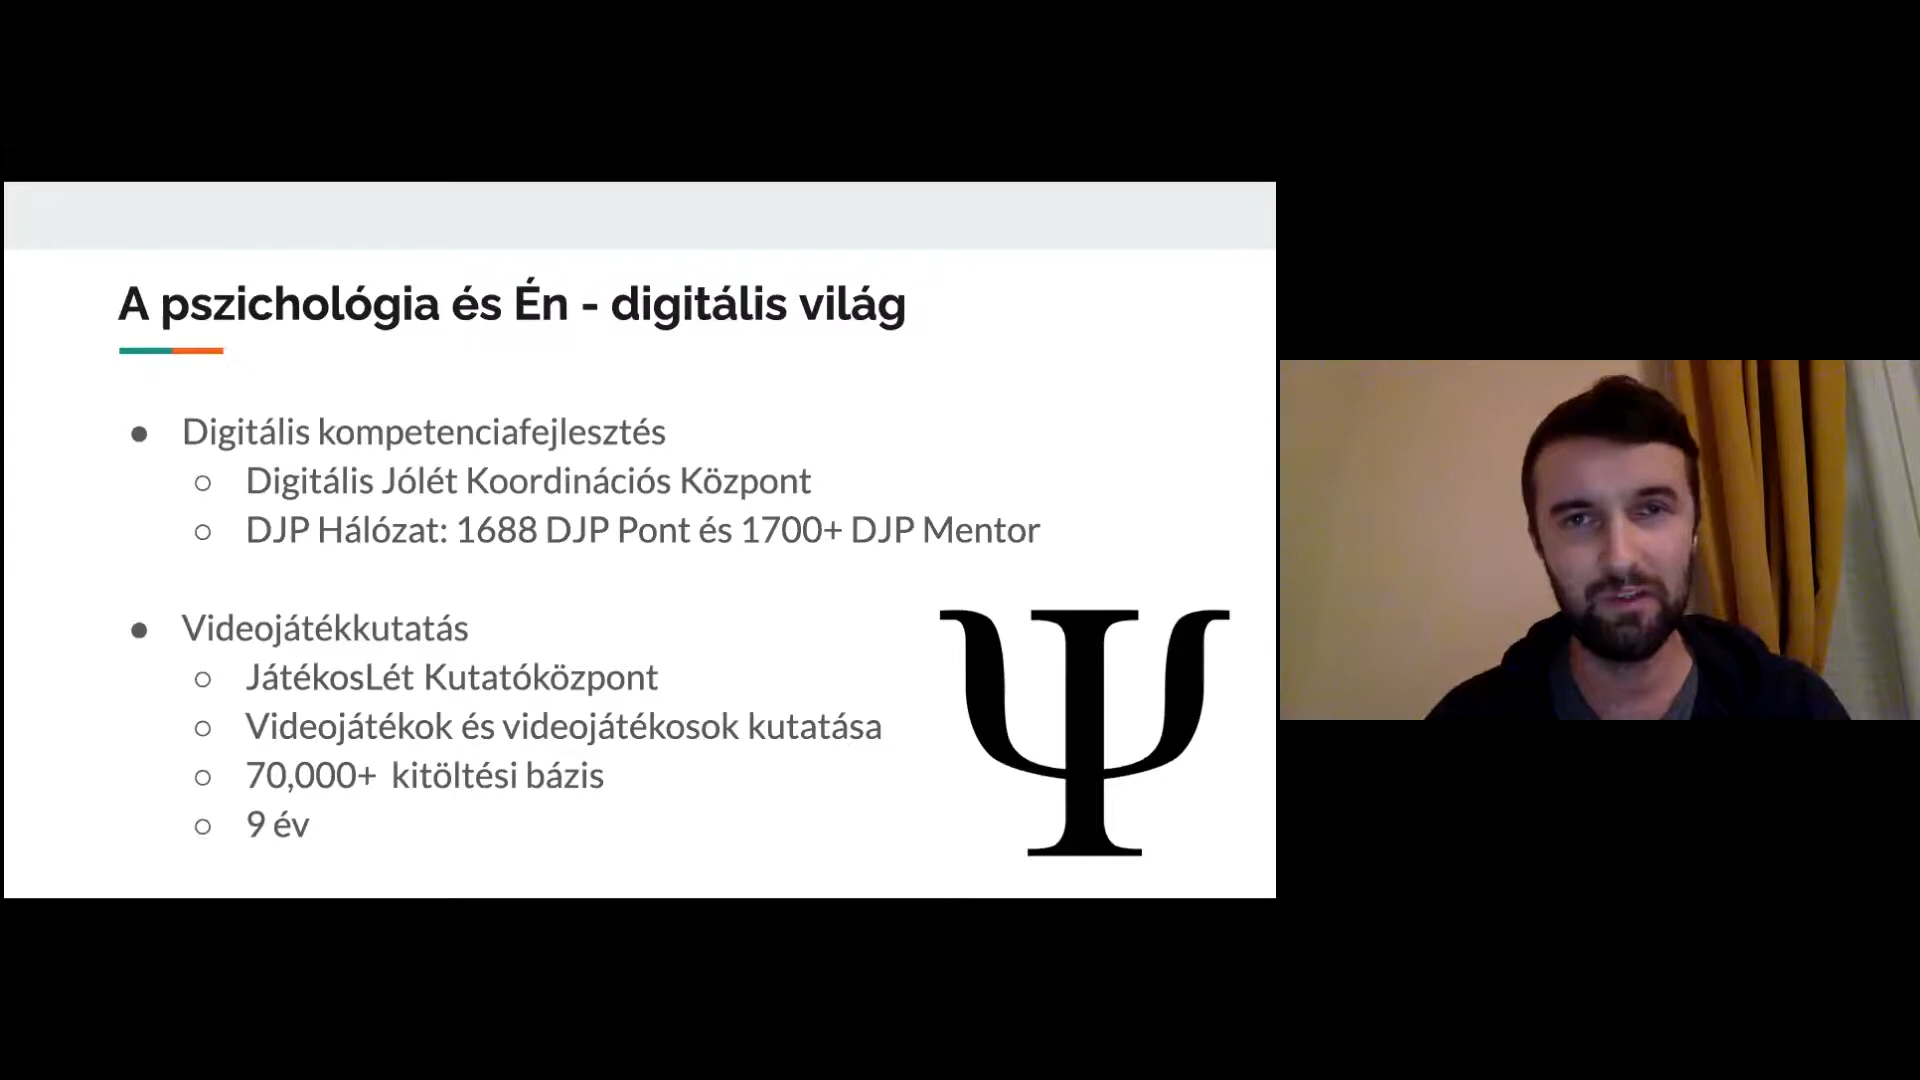 A pszichológia és Én - digitális világ
● Digitális kompetenciafejlesztés
○ Digitális Jólét Koordinációs Központ
○ DJP Hálózat: 1688 DJP Pont és 1700+ DJP Mentor
● Videojátékkutatás
○ JátékosLét Kutatóközpont
○ Videojátékok és videojátékosok kutatása
○ 70,000+ kitöltési bázis
○ 9 év
Ψ